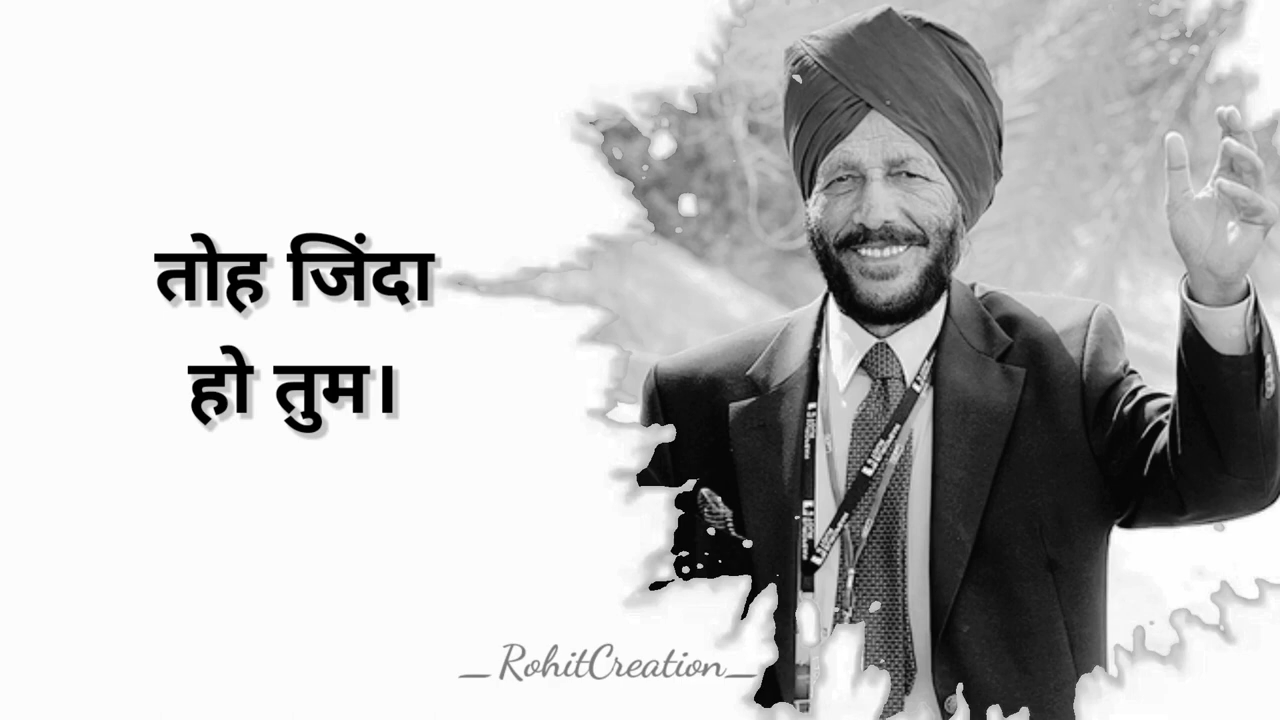 तोह जिंदा
हो तुम।
_RohitCreation_